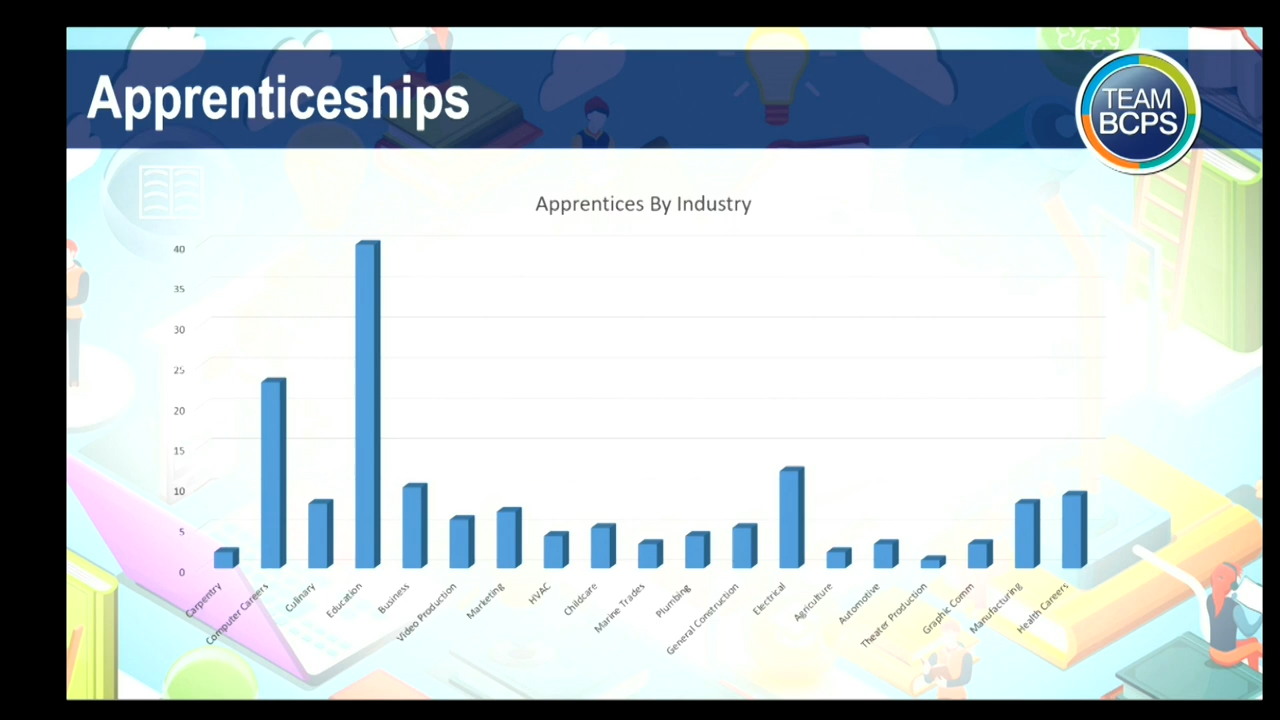 Apprenticeships
TEAM
BCPS
Apprentices By Industry
40
35
30
25
20
15
10
5
0
Carpentry
Computer Careers
Culinary
Education
Business
Video Production
Marketing
HVAC
Childcare
Marine Trades
Plumbing
General Construction
Electrical
Agriculture
Automotive
Theater Production
Graphic Comm
Manufacturing
Health Careers